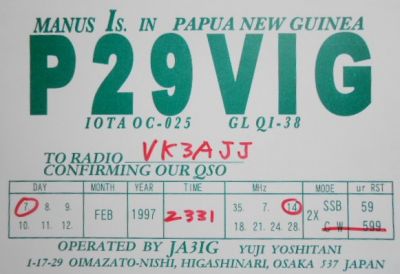 MANUS Is. IN PAPUA NEW GUINEA
P29VIG
IOTA OC-025 GL QI-38
TO RADIO VK3AJJ
CONFIRMING OUR QSO
DAY MONTH YEAR TIME MHz MODE ur RST
7. 8. 9. 10. 11. 12. FEB 1997 2331 35. 7. 14. 18. 21. 24. 28. 2X SSB CW 59 599
OPERATED BY JA3IG YUJI YOSHITANI
1-17-29 OIMAZATO-NISHI, HIGASHINARI, OSAKA 537 JAPAN